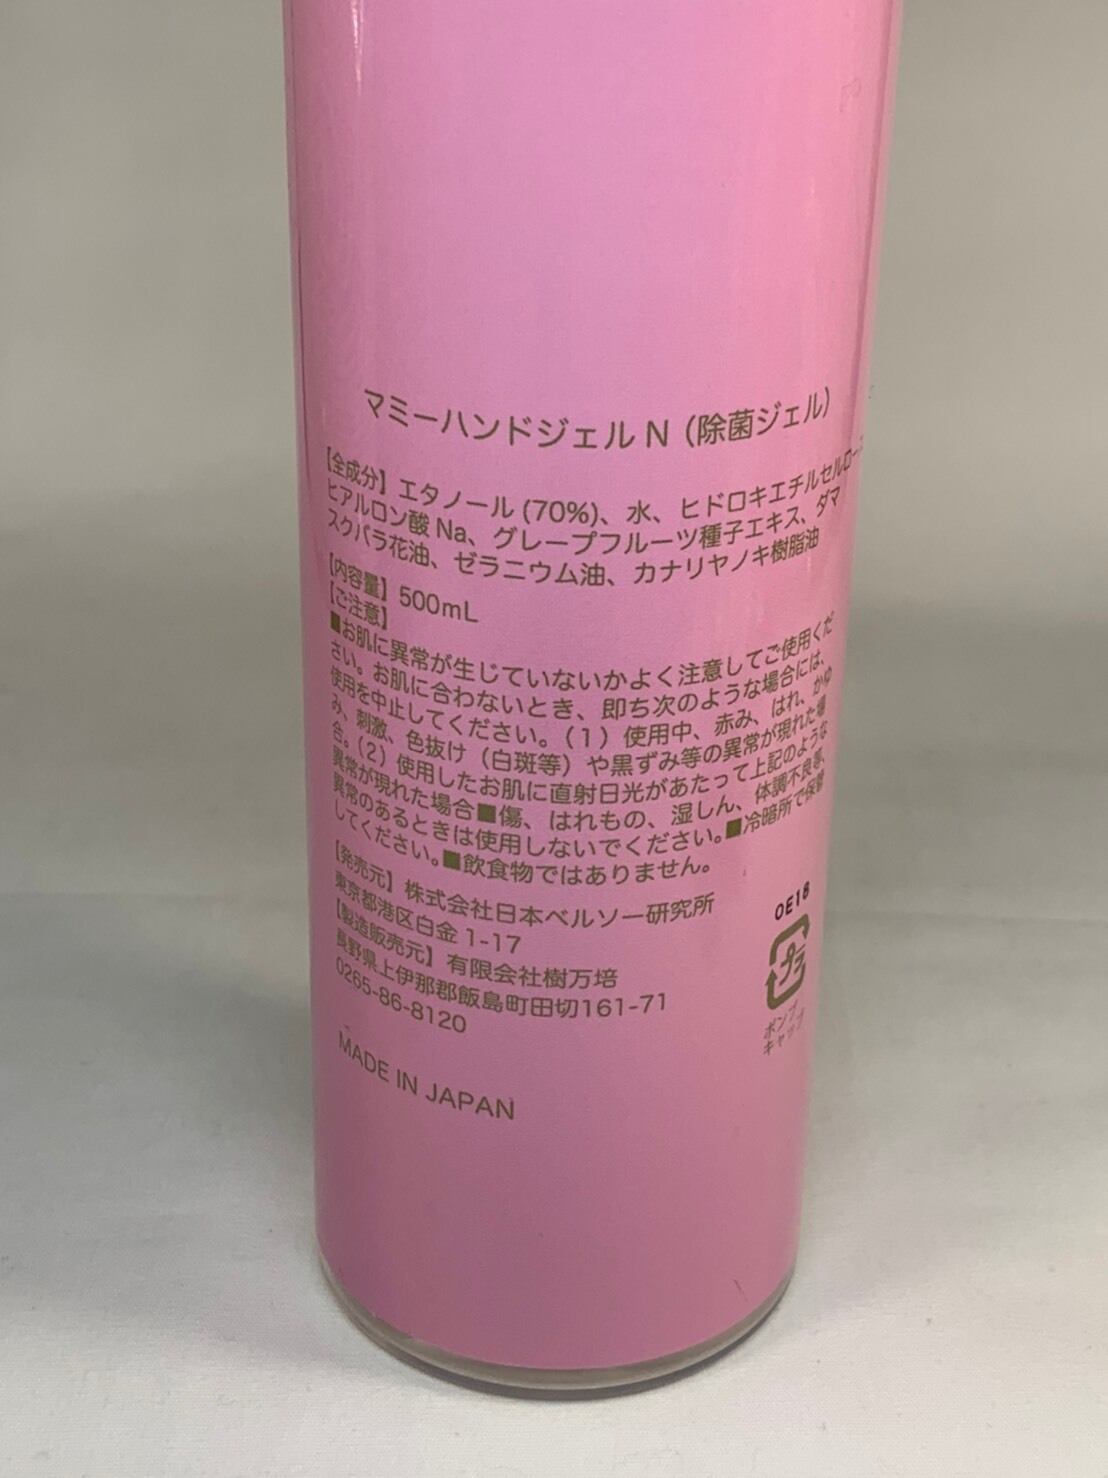 マミーハンドジェル N（除菌ジェル）
【全成分】エタノール (70%)、水、ヒドロキエチルセルロース
ヒアルロン酸 Na、グレープフルーツ種子エキス、ダマ
スクバラ花油、ゼラニウム油、カナリヤノキ樹脂油
【内容量】500mL
【ご注意】
■お肌に異常が生じていないかよく注意してご使用くだ
さい。お肌に合わないとき、即ち次のような場合には、
使用を中止してください。（1）使用中、赤み、はれ、かゆ
み、刺激、色抜け（白斑等）や黒ずみ等の異常が現れた場
合。（2）使用したお肌に直射日光があたって上記のような
異常が現れた場合■傷、はれもの、湿しん、体調不良等、
異常のあるときは使用しないでください。■冷暗所で保管
してください。■飲食物ではありません。
【発売元】株式会社日本ベルソー研究所
東京都港区白金 1-17
【製造販売元】有限会社樹万培
長野県上伊那郡飯島町田切161-71
0265-86-8120
MADE IN JAPAN
OE18
プラ
ポンプ
キャップ